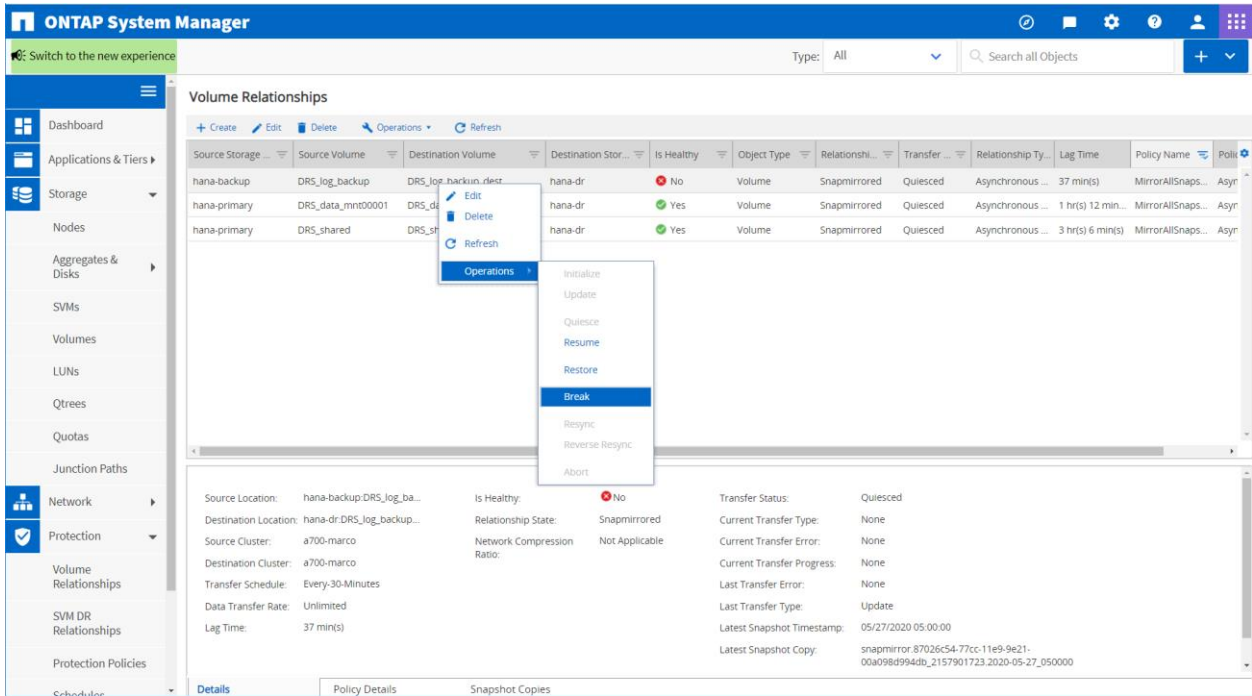 ONTAP System Manager
Switch to the new experience
Type: All
Search all Objects
Volume Relationships
Dashboard
Applications & Tiers
Storage
Nodes
Aggregates &
Disks
SVMs
Volumes
LUNs
Qtrees
Quotas
Junction Paths
Network
Protection
Volume
Relationships
SVM DR
Relationships
Protection Policies
Schedules
+ Create Edit Delete Operations Refresh
Source Storage ... Source Volume Destination Volume Destination Stor... Is Healthy Object Type Relationshi... Transfer ... Relationship Ty... Lag Time Policy Name Polic
hana-backup DRS_log_backup DRS_log_backup_dest hana-dr No Volume Snapmirrored Quiesced Asynchronous ... 37 min(s) MirrorAllSnaps... Asyn
hana-primary DRS_data_mnt00001 DRS_da hana-dr Yes Volume Snapmirrored Quiesced Asynchronous ... 1 hr(s) 12 min... MirrorAllSnaps... Asyn
hana-primary DRS_shared DRS_sh hana-dr Yes Volume Snapmirrored Quiesced Asynchronous ... 3 hr(s) 6 min(s) MirrorAllSnaps... Asyn
Edit
Delete
Refresh
Operations
Initialize
Update
Quiesce
Resume
Restore
Break
Resync
Reverse Resync
Abort
Source Location: hana-backup:DRS_log_ba...
Destination Location: hana-dr:DRS_log_backup...
Source Cluster: a700-marco
Destination Cluster: a700-marco
Transfer Schedule: Every-30-Minutes
Data Transfer Rate: Unlimited
Lag Time: 37 min(s)
Is Healthy: No
Relationship State: Snapmirrored
Network Compression Not Applicable
Ratio:
Transfer Status: Quiesced
Current Transfer Type: None
Current Transfer Error: None
Current Transfer Progress: None
Last Transfer Error: None
Last Transfer Type: Update
Latest Snapshot Timestamp: 05/27/2020 05:00:00
Latest Snapshot Copy: snapmirror.87026c54-77cc-11e9-9e21-
00a098d994db_2157901723.2020-05-27_050000
Details Policy Details Snapshot Copies